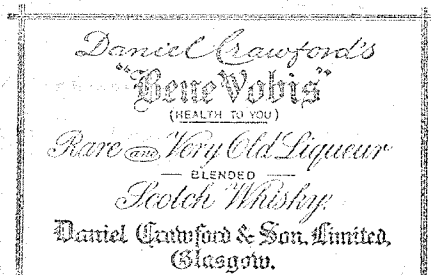 Daniel Crawford's
"Bene Vobis"
(HEALTH TO YOU)
Rare and Very Old Liqueur
BLENDED
Scotch Whisky.
Daniel Crawford & Son, Limited,
Glasgow.